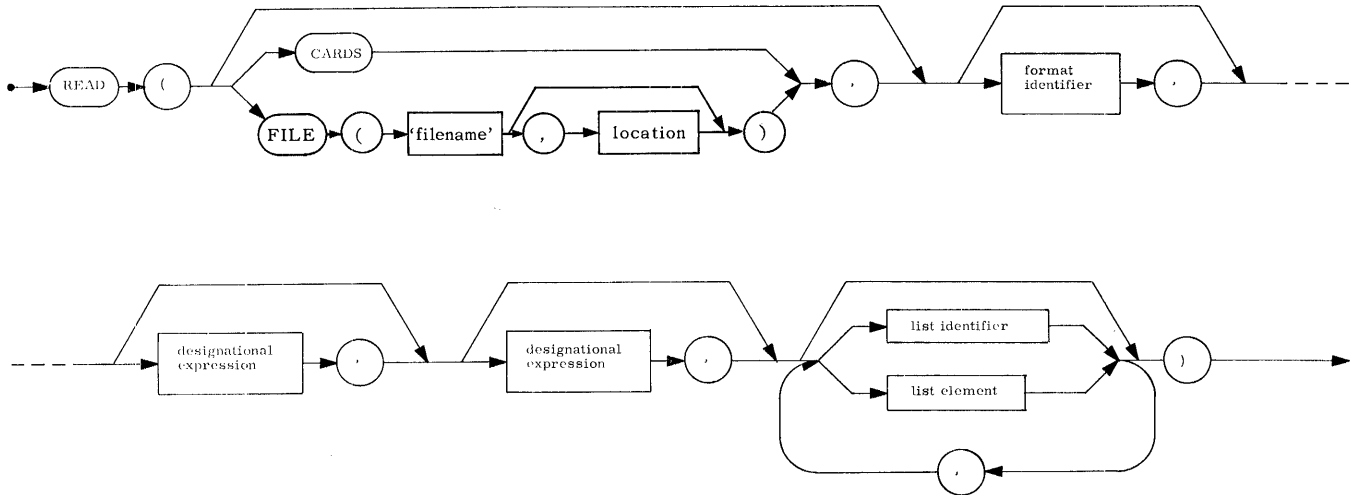 CARDS
READ ( , format
identifier ,
FILE ( 'filename' , location )
designational
expression , designational
expression , list identifier )
list element
,